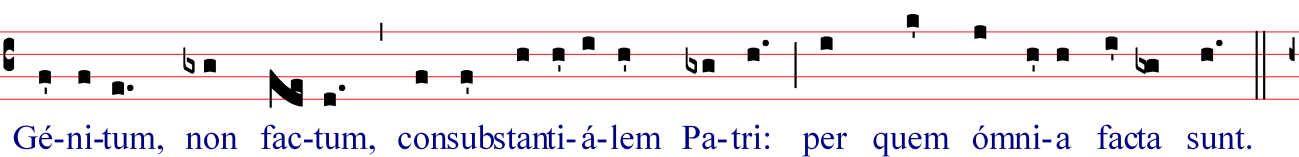 Gé-ni-tum, non fac-tum, consubstanti-á-lem Pa-tri: per quem ómni-a facta sunt.